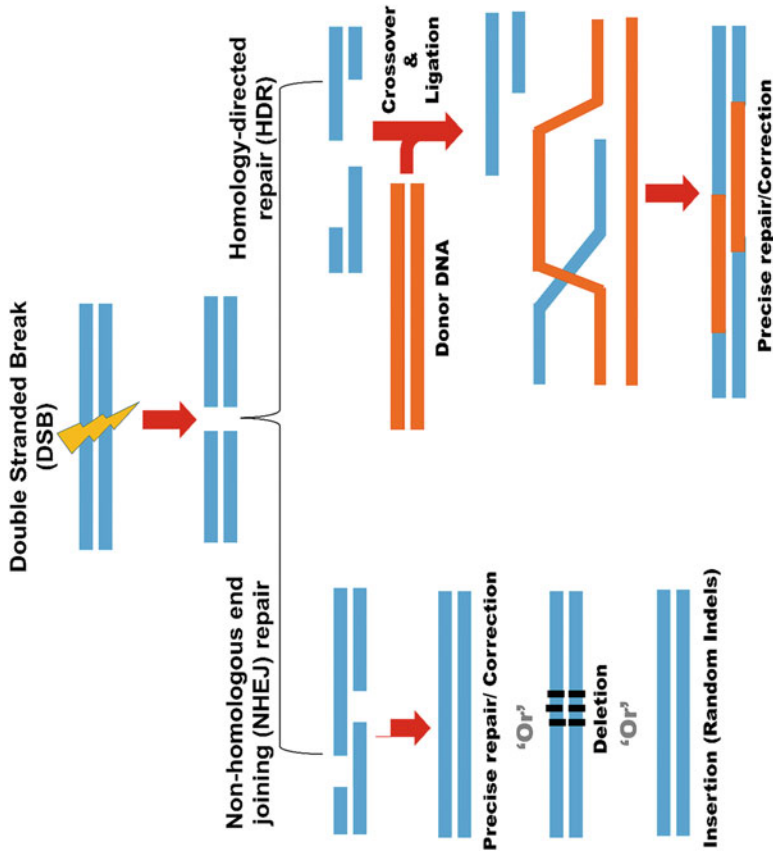 Double Stranded Break
(DSB)
Non-homologous end
joining (NHEJ) repair
Precise repair/ Correction
‘Or’
Deletion
‘Or’
Insertion (Random Indels)
Homology-directed
repair (HDR)
Donor DNA
Crossover
&
Ligation
Precise repair/Correction